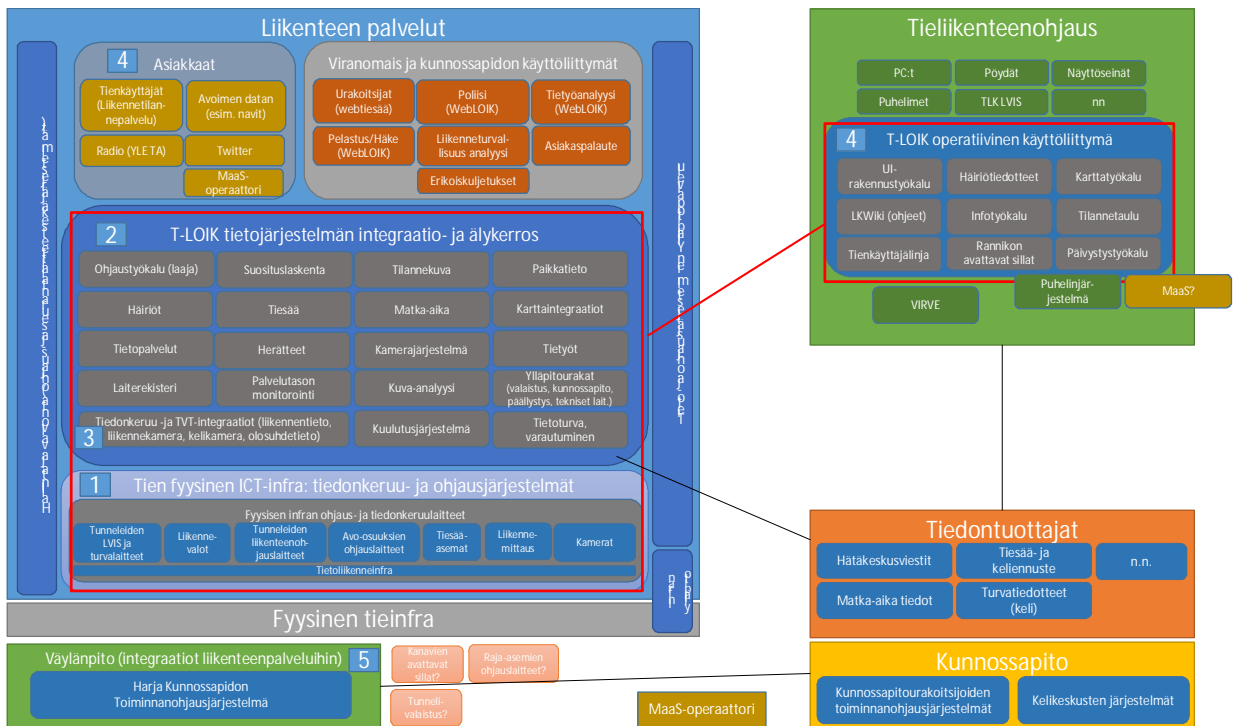 Liikenteen palvelut
4
Asiakkaat
Tienkäyttäjät
(Liikennetilan-
nepalvelu)
Avoimen datan
(esim. navit)
Radio (YLE TA)
Twitter
MaaS-
operaattori
Viranomais ja kunnossapidon käyttöliittymät
Urakoitsijat
(webtiesää)
Poliisi
(WebLOIK)
Tietyöanalyysi
(WebLOIK)
Pelastus/Häke
(WebLOIK)
Liikenneturval-
lisuus analyysi
Asiakaspalaute
Erikoiskuljetukset
2
T-LOIK tietojärjestelmän integraatio- ja älykerros
Ohjaustyökalu (laaja)
Suosituslaskenta
Tilannekuva
Paikkatieto
Häiriöt
Tiesää
Matka-aika
Karttaintegraatiot
Tietopalvelut
Herätteet
Kamerajärjestelmä
Tietyöt
Laiterekisteri
Palvelutason
monitorointi
Kuva-analyysi
Ylläpitourakat
(valaistus, kunnossapito,
päällystys, tekniset lait.)
Tiedonkeruu -ja TVT-integraatiot (liikennentieto,
liikennekamera, kelikamera, olosuhdetieto)
3
Kuulutusjärjestelmä
Tietoturva,
varautuminen
1
Tien fyysinen ICT-infra: tiedonkeruu- ja ohjausjärjestelmät
Fyysisen infran ohjaus- ja tiedonkeruulaitteet
Tunneleiden
LVIS ja
turvalaitteet
Liikenne-
valot
Tunneleiden
liikenteenoh-
jauslaitteet
Avo-osuuksien
ohjauslaitteet
Tiesää-
asemat
Liikenne-
mittaus
Kamerat
Tietoliikenneinfra
Fyysinen tieinfra
Väylänpito (integraatiot liikenteenpalveluihin)
5
Harja Kunnossapidon
Toiminnanohjausjärjestelmä
Kanavien
avattavat
sillat?
Raja-asemien
ohjauslaitteet?
Tunneli-
valaistus?
MaaS-operaattori
Tieliikenteenohjaus
PC:t
Pöydät
Näyttöseinät
Puhelimet
TLK LVIS
nn
4
T-LOIK operatiivinen käyttöliittymä
UI-
rakennustyökalu
Häiriötiedotteet
Karttatyökalu
LKWiki (ohjeet)
Infotyökalu
Tilannetaulu
Tienkäyttäjälinja
Rannikon
avattavat sillat
Päivystystyökalu
VIRVE
Puhelinjär-
jestelmä
MaaS?
Tiedontuottajat
Hätäkeskusviestit
Tiesää- ja
keliennuste
n.n.
Matka-aika tiedot
Turvatiedotteet
(keli)
Kunnossapito
Kunnossapitourakoitsijoiden
toiminnanohjausjärjestelmät
Kelikeskusten järjestelmät